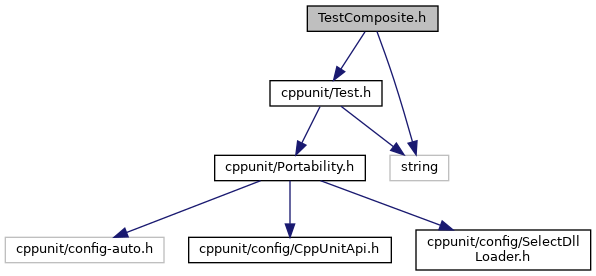 TestComposite.h
cppunit/Test.h
cppunit/Portability.h
string
cppunit/config-auto.h
cppunit/config/CppUnitApi.h
cppunit/config/SelectDll
Loader.h